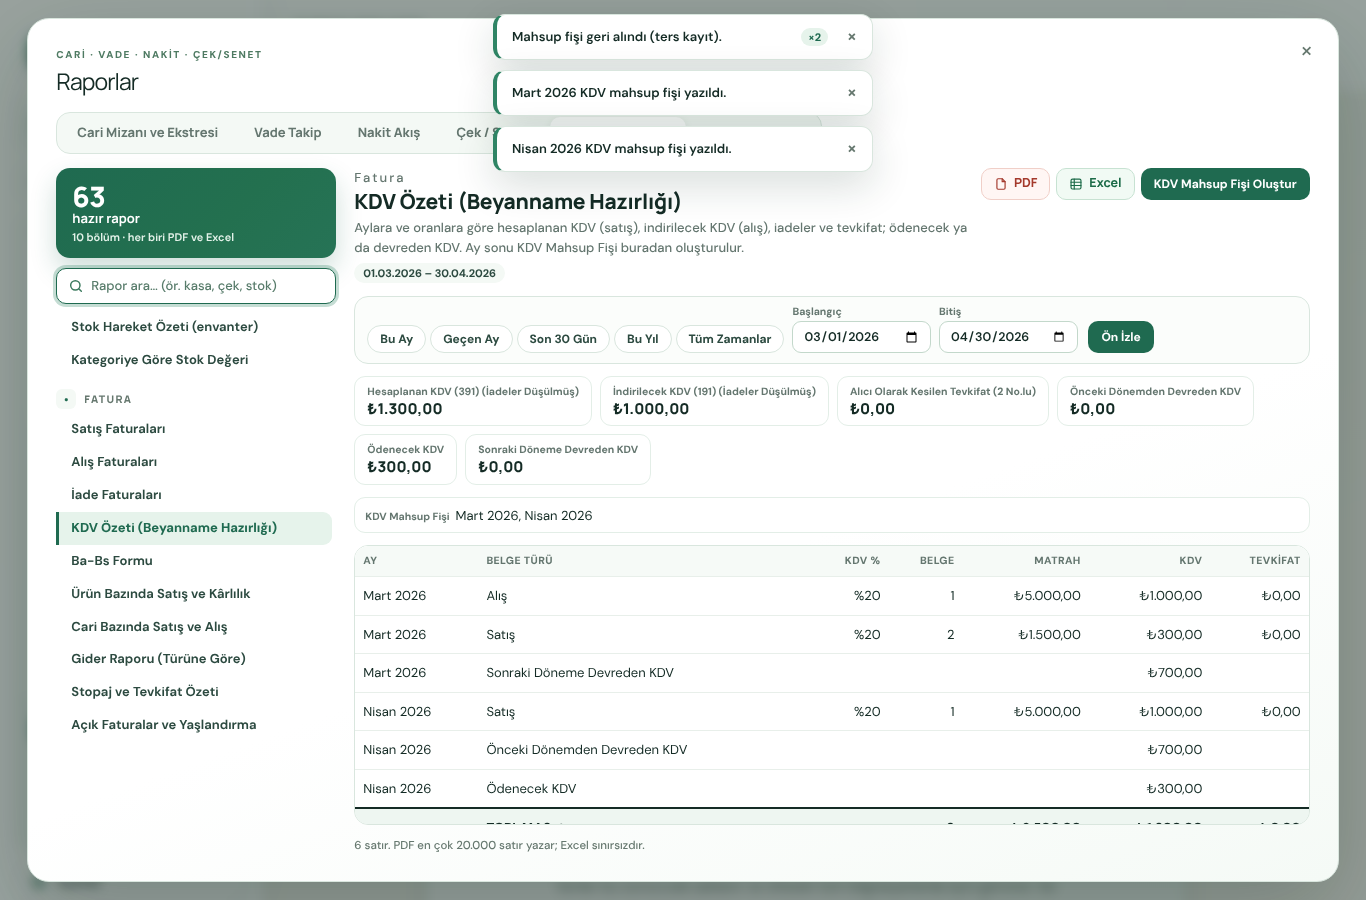 Mahsup fişi geri alındı (ters kayıt). ×2 ×
Mart 2026 KDV mahsup fişi yazıldı. ×
Nisan 2026 KDV mahsup fişi yazıldı. ×
CARİ · VADE · NAKİT · ÇEK/SENET
Raporlar
×
Cari Mizanı ve Ekstresi Vade Takip Nakit Akış Çek /
63
hazır rapor
10 bölüm · her biri PDF ve Excel
Rapor ara... (ör. kasa, çek, stok)
Stok Hareket Özeti (envanter)
Kategoriye Göre Stok Değeri
FATURA
Satış Faturaları
Alış Faturaları
İade Faturaları
KDV Özeti (Beyanname Hazırlığı)
Ba-Bs Formu
Ürün Bazında Satış ve Kârlılık
Cari Bazında Satış ve Alış
Gider Raporu (Türüne Göre)
Stopaj ve Tevkifat Özeti
Açık Faturalar ve Yaşlandırma
Fatura
KDV Özeti (Beyanname Hazırlığı)
PDF Excel KDV Mahsup Fişi Oluştur
Aylara ve oranlara göre hesaplanan KDV (satış), indirilecek KDV (alış), iadeler ve tevkifat; ödenecek ya
da devreden KDV. Ay sonu KDV Mahsup Fişi buradan oluşturulur.
01.03.2026 – 30.04.2026
Başlangıç Bitiş
Bu Ay Geçen Ay Son 30 Gün Bu Yıl Tüm Zamanlar 03/01/2026 04/30/2026 Ön İzle
Hesaplanan KDV (391) (İadeler Düşülmüş) İndirilecek KDV (191) (İadeler Düşülmüş) Alıcı Olarak Kesilen Tevkifat (2 No.lu) Önceki Dönemden Devreden KDV
₺1.300,00 ₺1.000,00 ₺0,00 ₺0,00
Ödenecek KDV Sonraki Döneme Devreden KDV
₺300,00 ₺0,00
KDV Mahsup Fişi Mart 2026, Nisan 2026
AY BELGE TÜRÜ KDV % BELGE MATRAH KDV TEVKİFAT
Mart 2026 Alış %20 1 ₺5.000,00 ₺1.000,00 ₺0,00
Mart 2026 Satış %20 2 ₺1.500,00 ₺300,00 ₺0,00
Mart 2026 Sonraki Döneme Devreden KDV ₺700,00
Nisan 2026 Satış %20 1 ₺5.000,00 ₺1.000,00 ₺0,00
Nisan 2026 Önceki Dönemden Devreden KDV ₺700,00
Nisan 2026 Ödenecek KDV ₺300,00
6 satır. PDF en çok 20.000 satır yazar; Excel sınırsızdır.